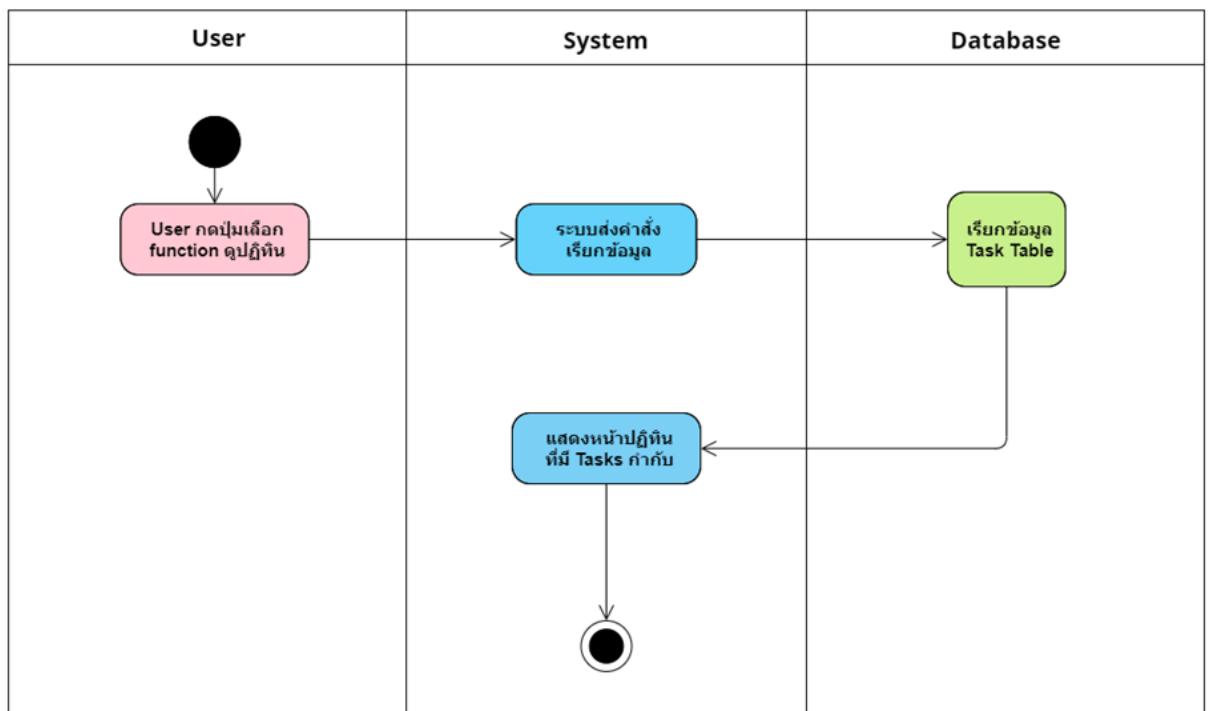 User
System
Database
User กดปุ่มเลือก
function ดูปฏิทิน
ระบบส่งคำสั่ง
เรียกข้อมูล
เรียกข้อมูล
Task Table
แสดงหน้าปฏิทิน
ที่มี Tasks กำกับ